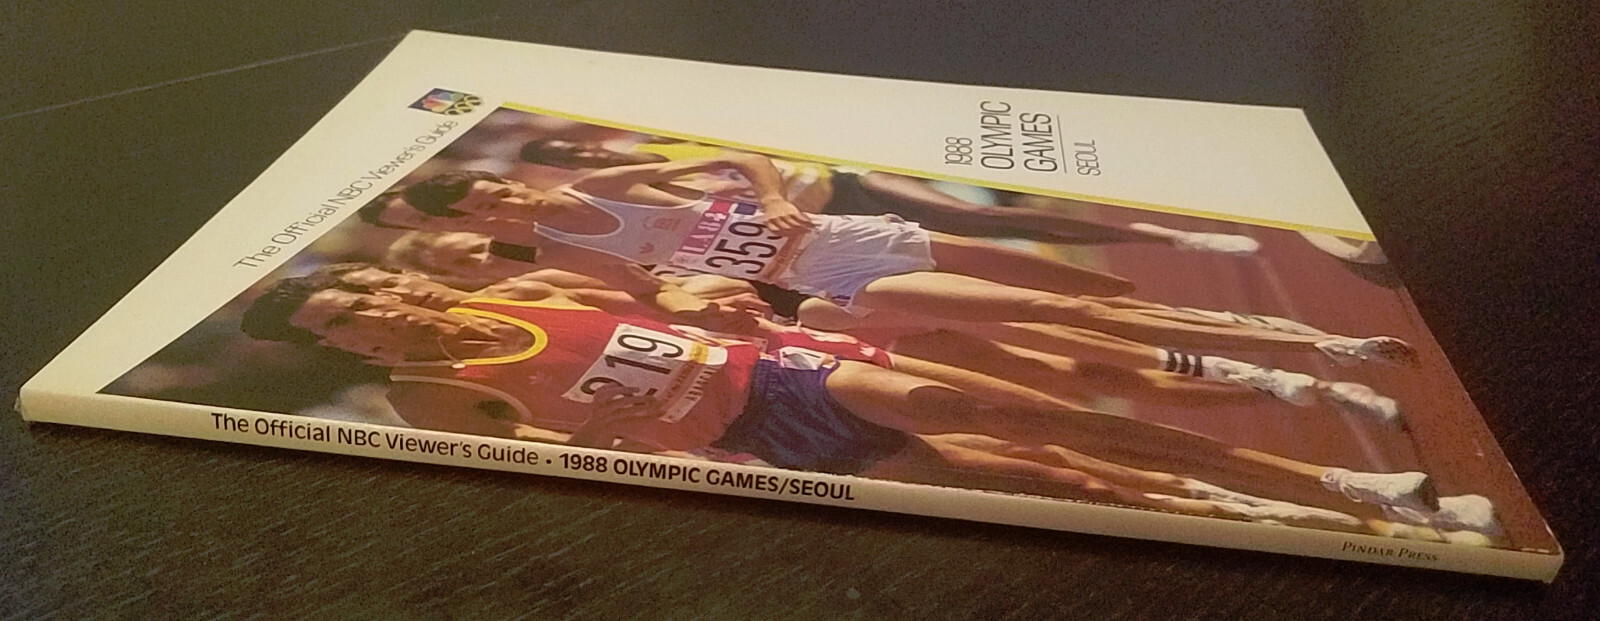 The Official NBC Viewer's Guide
1988
OLYMPIC
GAMES
SEOUL
L.A.84
359
219
The Official NBC Viewer's Guide • 1988 OLYMPIC GAMES/SEOUL
PINDAR PRESS